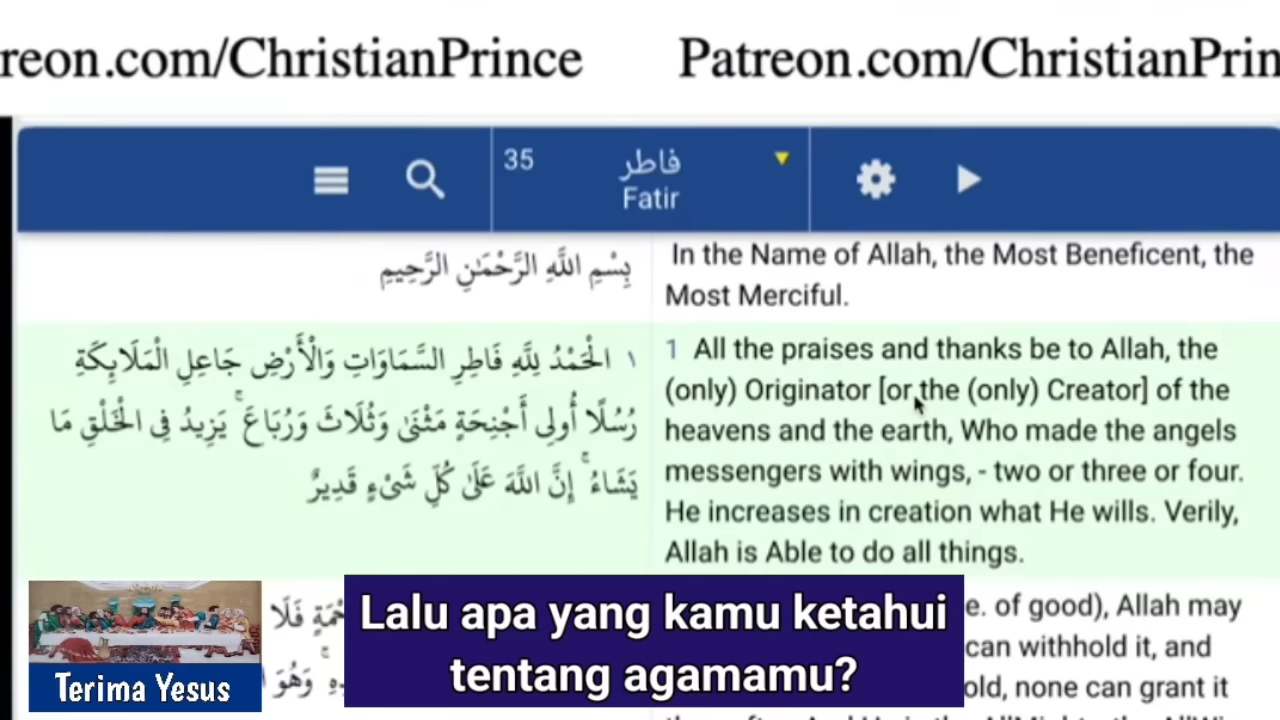 reon.com/ChristianPrince Patreon.com/ChristianPrin
35 فاطر
Fatir
بِسْمِ اللَّهِ الرَّحْمَٰنِ الرَّحِيمِ
In the Name of Allah, the Most Beneficent, the
Most Merciful.
١ الْحَمْدُ لِلَّهِ فَاطِرِ السَّمَاوَاتِ وَالْأَرْضِ جَاعِلِ الْمَلَائِكَةِ
رُسُلًا أُولِي أَجْنِحَةٍ مَثْنَىٰ وَثُلَاثَ وَرُبَاعَ ۚ يَزِيدُ فِي الْخَلْقِ مَا
يَشَاءُ ۚ إِنَّ اللَّهَ عَلَىٰ كُلِّ شَيْءٍ قَدِيرٌ
1 All the praises and thanks be to Allah, the
(only) Originator [or the (only) Creator] of the
heavens and the earth, Who made the angels
messengers with wings, - two or three or four.
He increases in creation what He wills. Verily,
Allah is Able to do all things.
فَلَا
وَهُوَ
e. of good), Allah may
can withhold it, and
old, none can grant it
Lalu apa yang kamu ketahui
tentang agamamu?
Terima Yesus